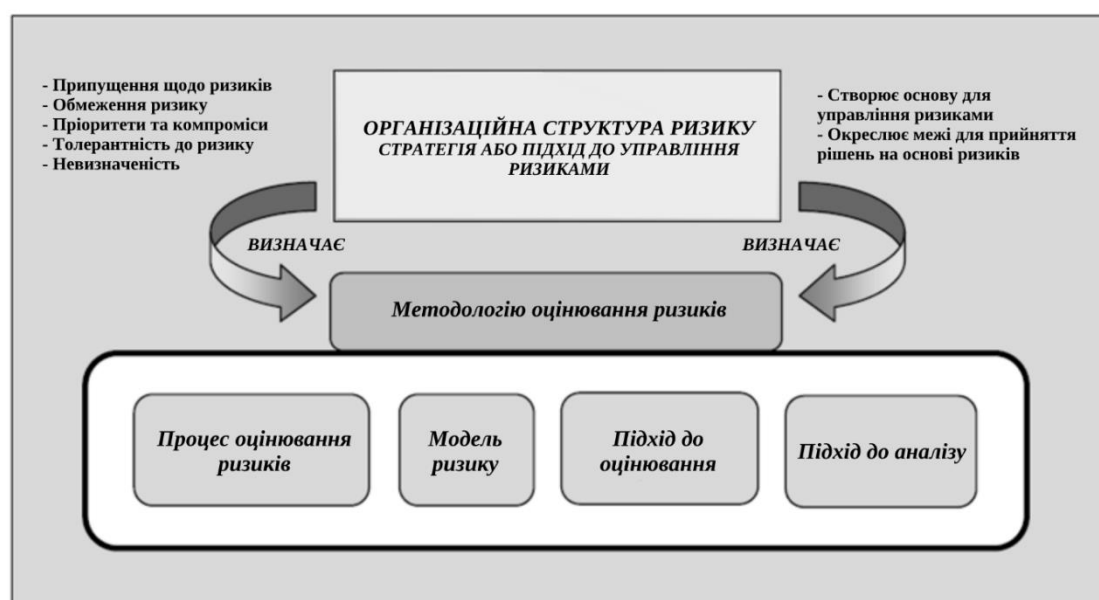 - Припущення щодо ризиків
- Обмеження ризику
- Пріоритети та компроміси
- Толерантність до ризику
- Невизначеність
ОРГАНІЗАЦІЙНА СТРУКТУРА РИЗИКУ
СТРАТЕГІЯ АБО ПІДХІД ДО УПРАВЛІННЯ
РИЗИКАМИ
- Створює основу для
управління ризиками
- Окреслює межі для прийняття
рішень на основі ризиків
ВИЗНАЧАЄ
ВИЗНАЧАЄ
Методологію оцінювання ризиків
Процес оцінювання
ризиків
Модель
ризику
Підхід до
оцінювання
Підхід до аналізу